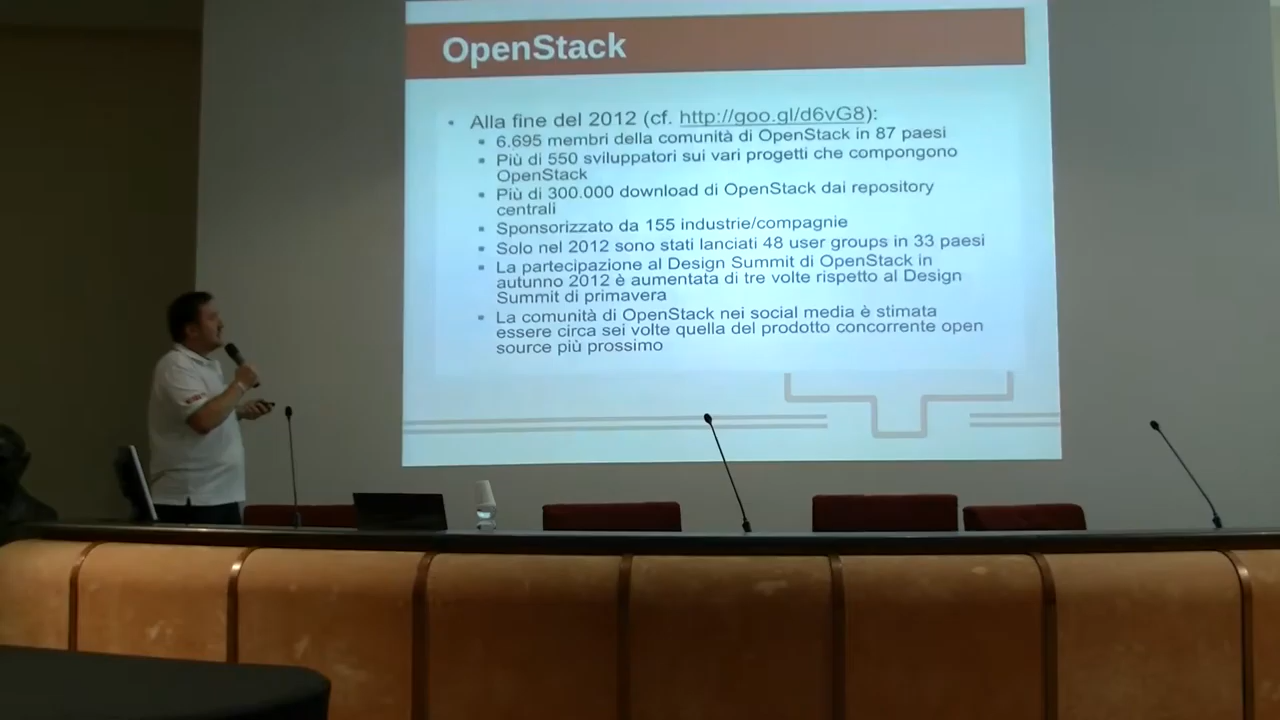 OpenStack
• Alla fine del 2012 (cf. http://goo.gl/d6vG8):
▪ 6.695 membri della comunità di OpenStack in 87 paesi
▪ Più di 550 sviluppatori sui vari progetti che compongono
OpenStack
▪ Più di 300.000 download di OpenStack dai repository
centrali
▪ Sponsorizzato da 155 industrie/compagnie
▪ Solo nel 2012 sono stati lanciati 48 user groups in 33 paesi
▪ La partecipazione al Design Summit di OpenStack in
autunno 2012 è aumentata di tre volte rispetto al Design
Summit di primavera
▪ La comunità di OpenStack nei social media è stimata
essere circa sei volte quella del prodotto concorrente open
source più prossimo